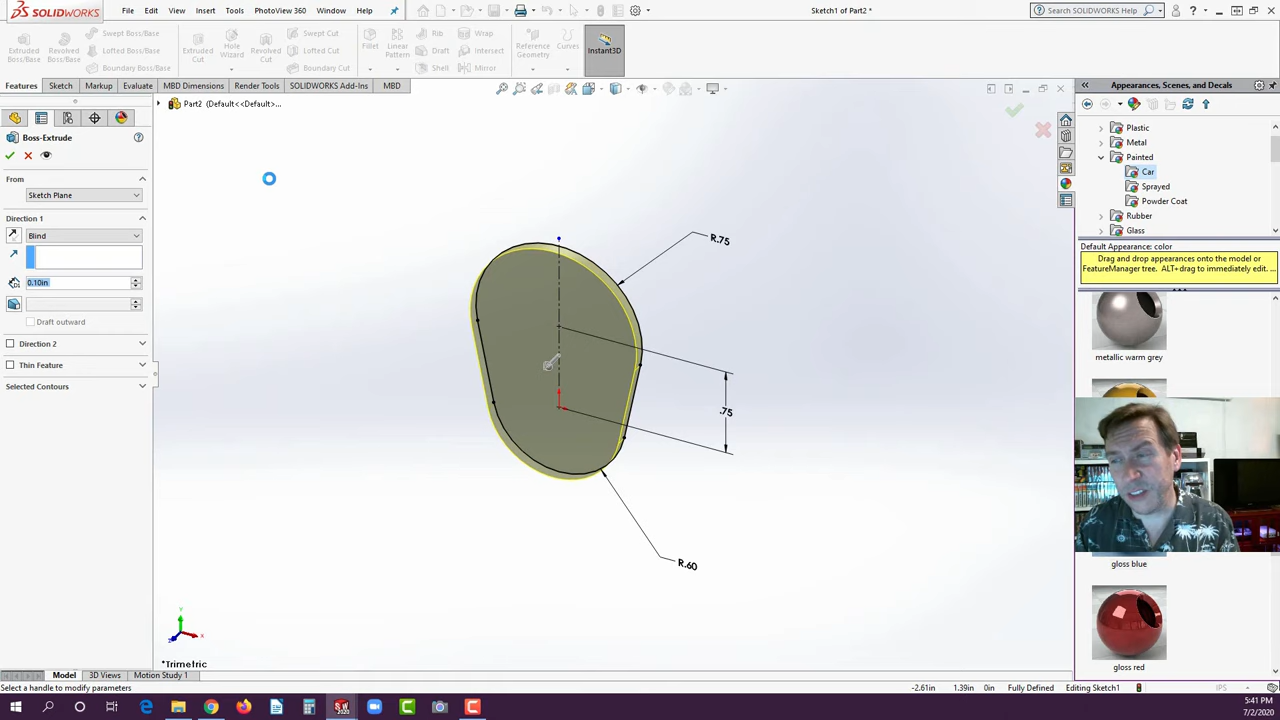 SOLIDWORKS
File Edit View Insert Tools PhotoView 360 Window
Sketch1 of Part2 *
Search SOLIDWORKS Help
Extruded Boss/Base
Revolved Boss/Base
Swept Boss/Base
Lofted Boss/Base
Boundary Boss/Base
Extruded Cut
Hole Wizard
Revolved Cut
Swept Cut
Lofted Cut
Boundary Cut
Fillet
Linear Pattern
Rib
Draft
Shell
Wrap
Intersect
Mirror
Reference Geometry
Curves
Instant3D
Features Sketch Markup Evaluate MBD Dimensions Render Tools SOLIDWORKS Add-Ins MBD
Part2 (Default<<Default>...
Boss-Extrude
From
Sketch Plane
Direction 1
Blind
0.10in
Draft outward
Direction 2
Thin Feature
Selected Contours
R.75
.75
R.60
Y
X
Z
*Trimetric
Appearances, Scenes, and Decals
Plastic
Metal
Painted
Car
Sprayed
Powder Coat
Rubber
Glass
Default Appearance: color
Drag and drop appearances onto the model or
FeatureManager tree. ALT+drag to immediately edit. ...
metallic warm grey
gloss blue
gloss red
Model 3D Views Motion Study 1
Select a handle to modify parameters
-2.61in 1.39in 0in Fully Defined Editing Sketch1 IPS
5:41 PM
7/2/2020